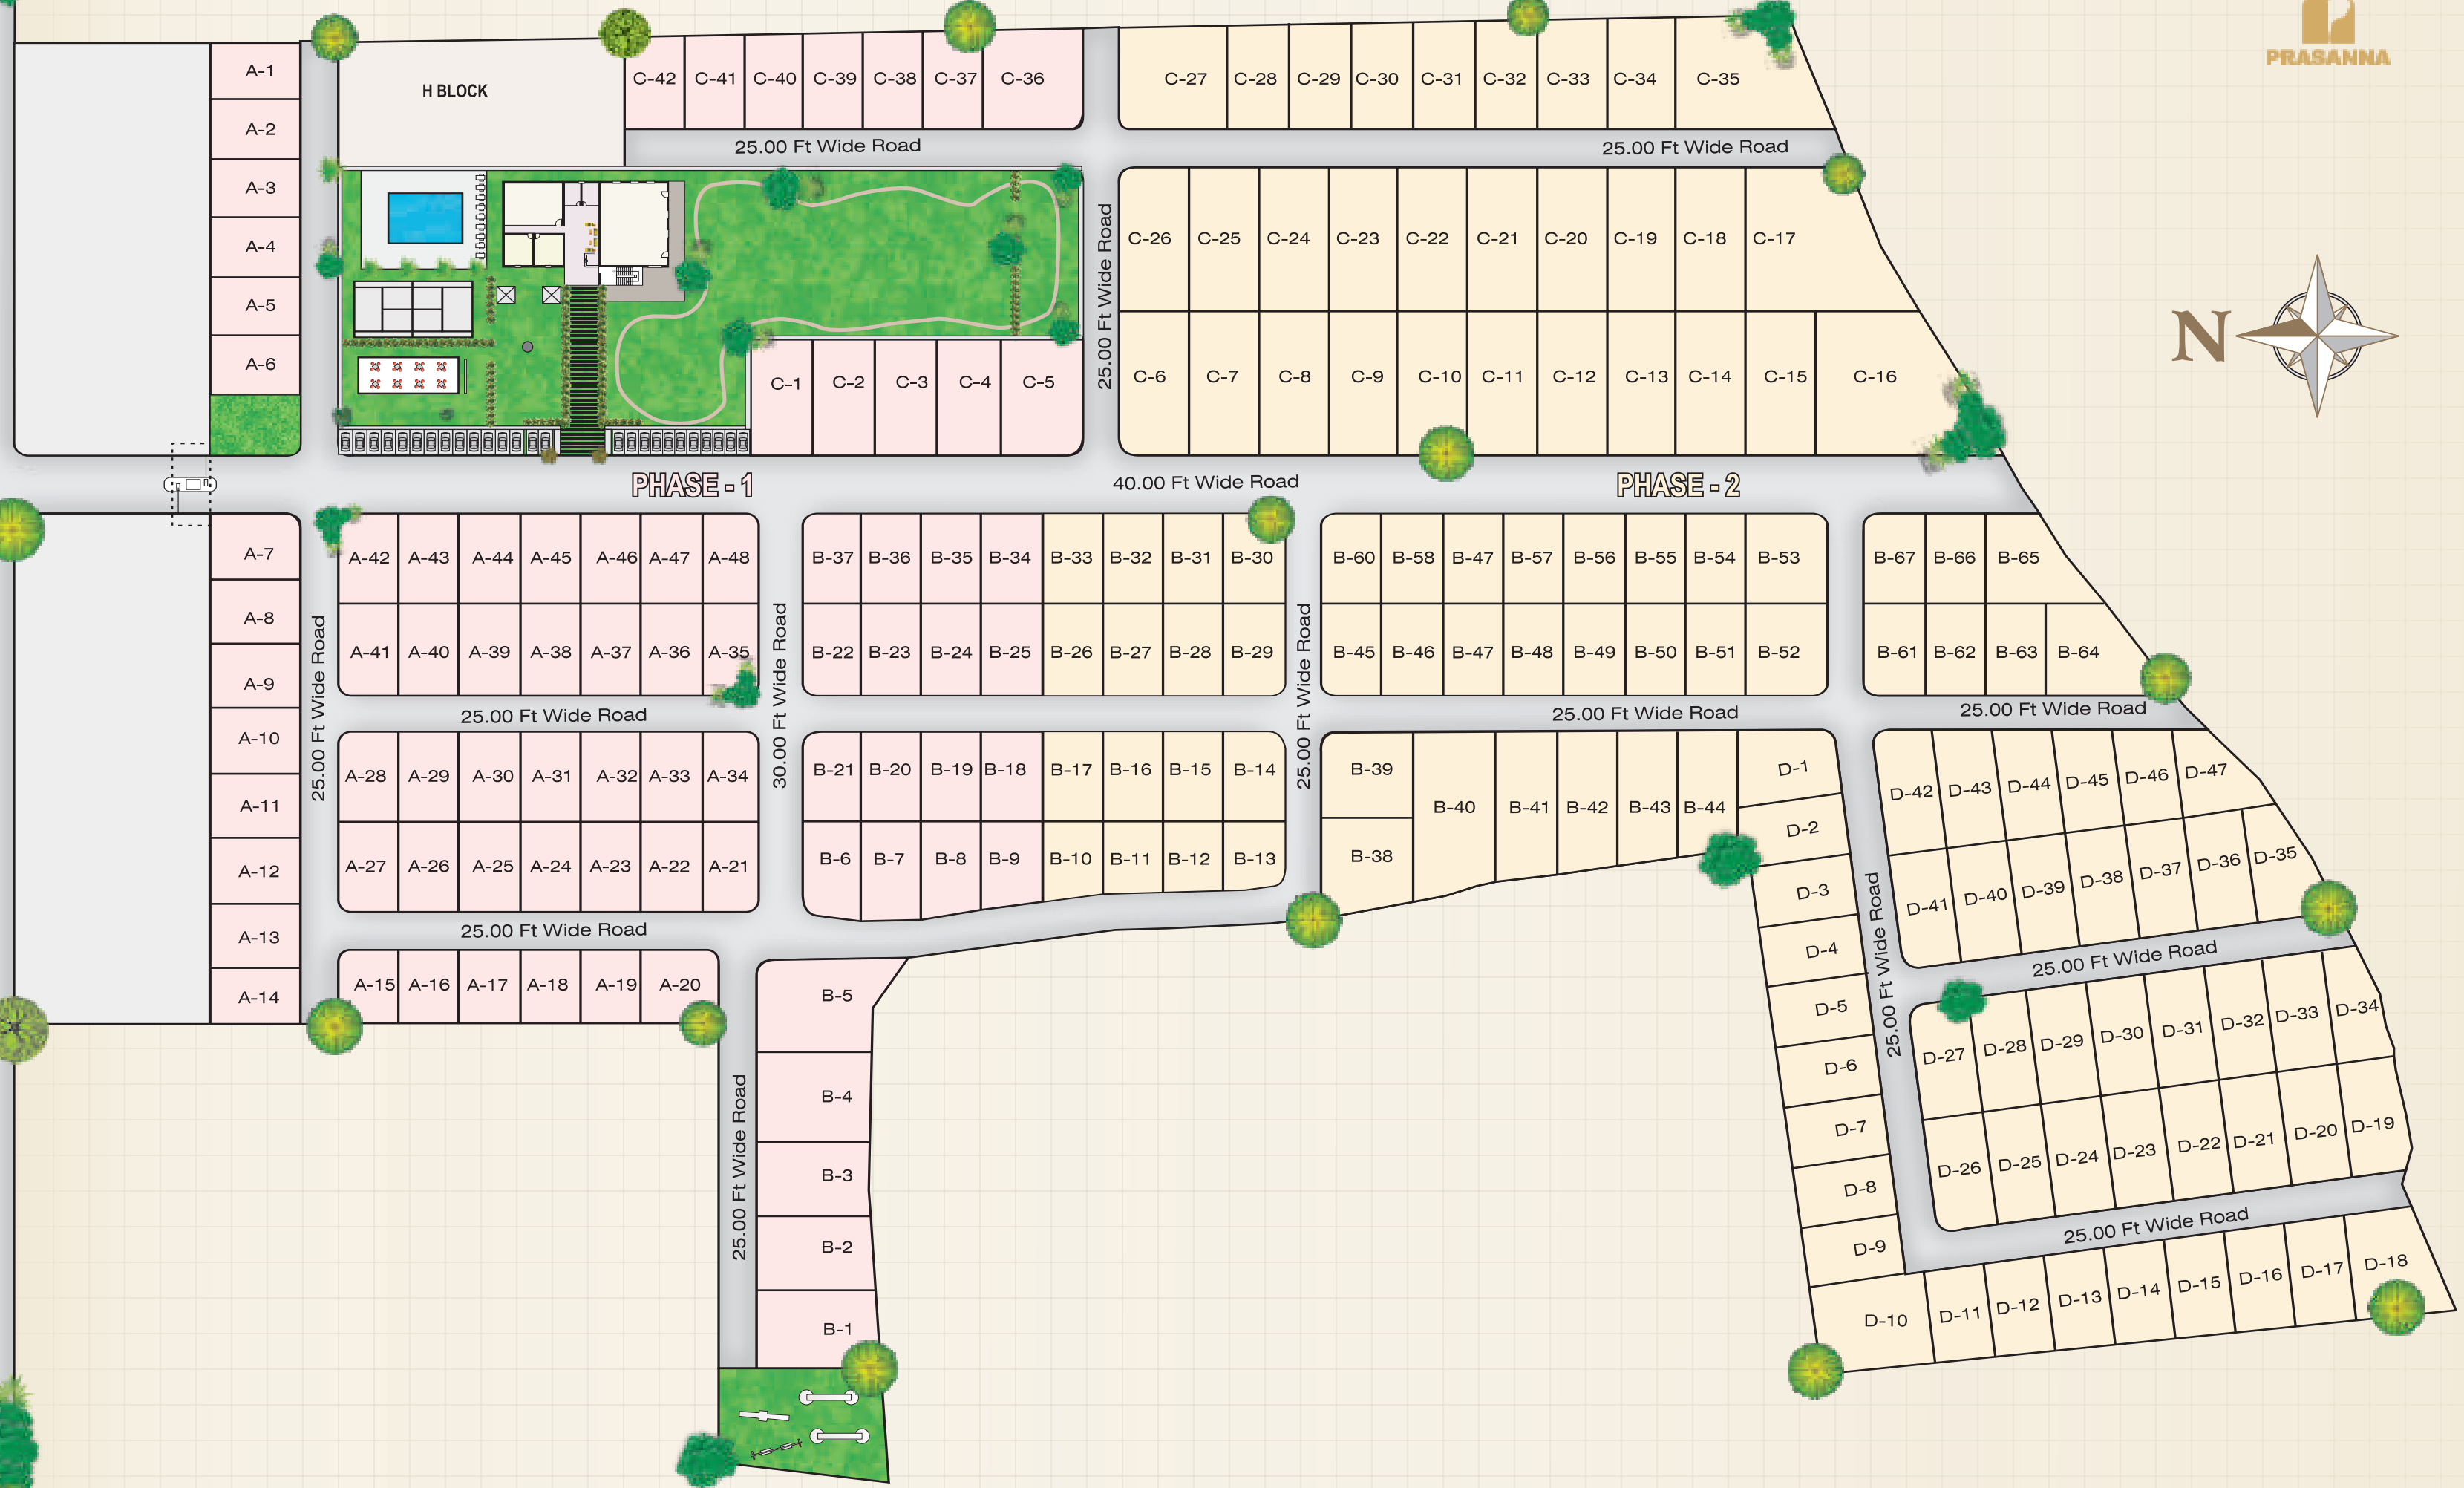 PRASANNA
N
A-1
A-2
A-3
A-4
A-5
A-6
H BLOCK
C-42 C-41 C-40 C-39 C-38 C-37 C-36
C-27 C-28 C-29 C-30 C-31 C-32 C-33 C-34 C-35
25.00 Ft Wide Road
25.00 Ft Wide Road
25.00 Ft Wide Road
C-26 C-25 C-24 C-23 C-22 C-21 C-20 C-19 C-18 C-17
C-1 C-2 C-3 C-4 C-5
C-6 C-7 C-8 C-9 C-10 C-11 C-12 C-13 C-14 C-15 C-16
PHASE - 1
40.00 Ft Wide Road
PHASE - 2
A-7
A-8
A-9
A-10
A-11
A-12
A-13
A-14
25.00 Ft Wide Road
A-42 A-43 A-44 A-45 A-46 A-47 A-48
A-41 A-40 A-39 A-38 A-37 A-36 A-35
25.00 Ft Wide Road
A-28 A-29 A-30 A-31 A-32 A-33 A-34
A-27 A-26 A-25 A-24 A-23 A-22 A-21
25.00 Ft Wide Road
A-15 A-16 A-17 A-18 A-19 A-20
30.00 Ft Wide Road
B-37 B-36 B-35 B-34 B-33 B-32 B-31 B-30
B-22 B-23 B-24 B-25 B-26 B-27 B-28 B-29
B-21 B-20 B-19 B-18 B-17 B-16 B-15 B-14
B-6 B-7 B-8 B-9 B-10 B-11 B-12 B-13
25.00 Ft Wide Road
B-5
B-4
B-3
B-2
B-1
25.00 Ft Wide Road
B-60 B-58 B-47 B-57 B-56 B-55 B-54 B-53
B-45 B-46 B-47 B-48 B-49 B-50 B-51 B-52
25.00 Ft Wide Road
B-39
B-38
B-40 B-41 B-42 B-43 B-44
B-67 B-66 B-65
B-61 B-62 B-63 B-64
25.00 Ft Wide Road
D-1
D-2
D-3
D-4
D-5
D-6
D-7
D-8
D-9
D-10
25.00 Ft Wide Road
D-42 D-43 D-44 D-45 D-46 D-47
D-41 D-40 D-39 D-38 D-37 D-36 D-35
25.00 Ft Wide Road
D-27 D-28 D-29 D-30 D-31 D-32 D-33 D-34
D-26 D-25 D-24 D-23 D-22 D-21 D-20 D-19
25.00 Ft Wide Road
D-11 D-12 D-13 D-14 D-15 D-16 D-17 D-18